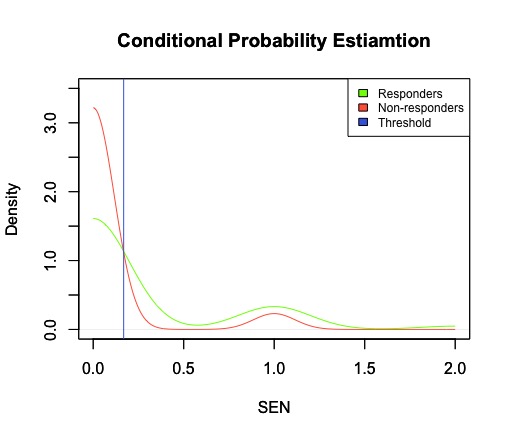 Conditional Probability Estiamtion
Responders
Non-responders
Threshold
Density
3.0
2.0
1.0
0.0
0.0 0.5 1.0 1.5 2.0
SEN